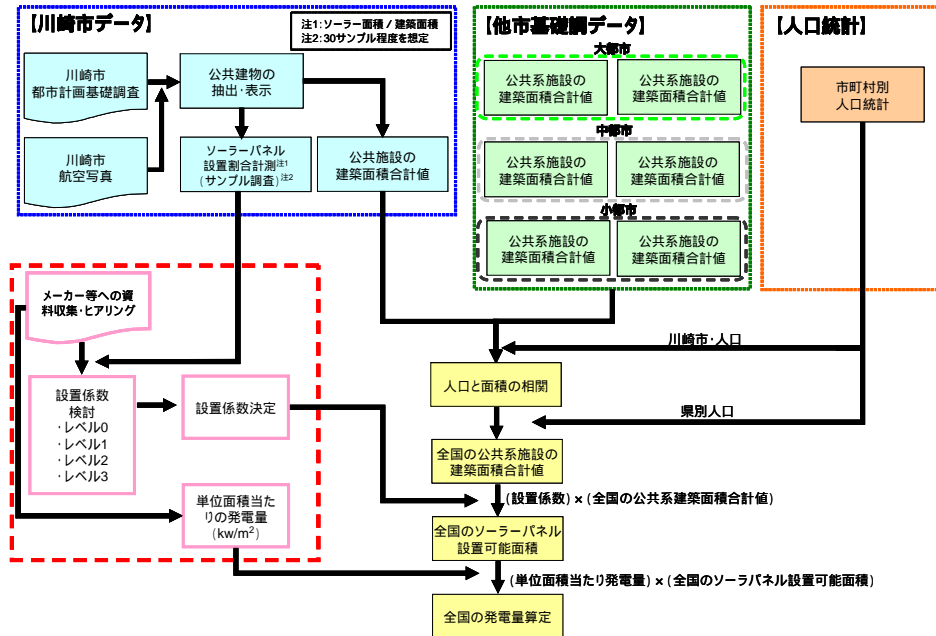 【川崎市データ】
注1:ソーラー面積 / 建築面積
注2:30サンプル程度を想定
川崎市
都市計画基礎調査
公共建物の
抽出・表示
川崎市
航空写真
ソーラーパネル
設置割合計測注1
(サンプル調査)注2
公共施設の
建築面積合計値
【他市基礎調データ】
大都市
公共系施設の
建築面積合計値
公共系施設の
建築面積合計値
中都市
公共系施設の
建築面積合計値
公共系施設の
建築面積合計値
小都市
公共系施設の
建築面積合計値
公共系施設の
建築面積合計値
【人口統計】
市町村別
人口統計
メーカー等への資
料収集・ヒアリング
設置係数
検討
・レベル0
・レベル1
・レベル2
・レベル3
設置係数決定
単位面積当た
りの発電量
(kw/m²)
川崎市・人口
人口と面積の相関
県別人口
全国の公共系施設の
建築面積合計値
(設置係数)×(全国の公共系建築面積合計値)
全国のソーラーパネル
設置可能面積
(単位面積当たり発電量)×(全国のソーラパネル設置可能面積)
全国の発電量算定